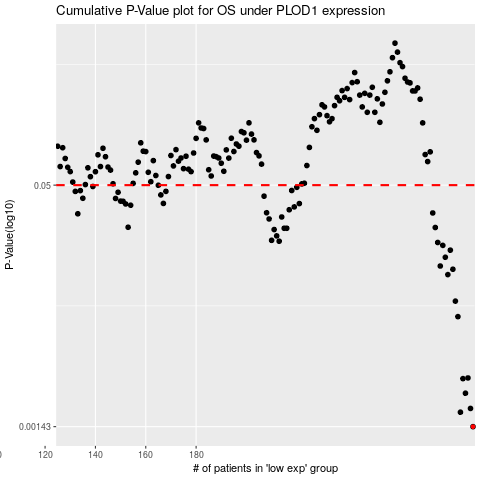 Cumulative P-Value plot for OS under PLOD1 expression
P-Value(log10)
0.05
0.00143
0
120
140
160
180
# of patients in 'low exp' group